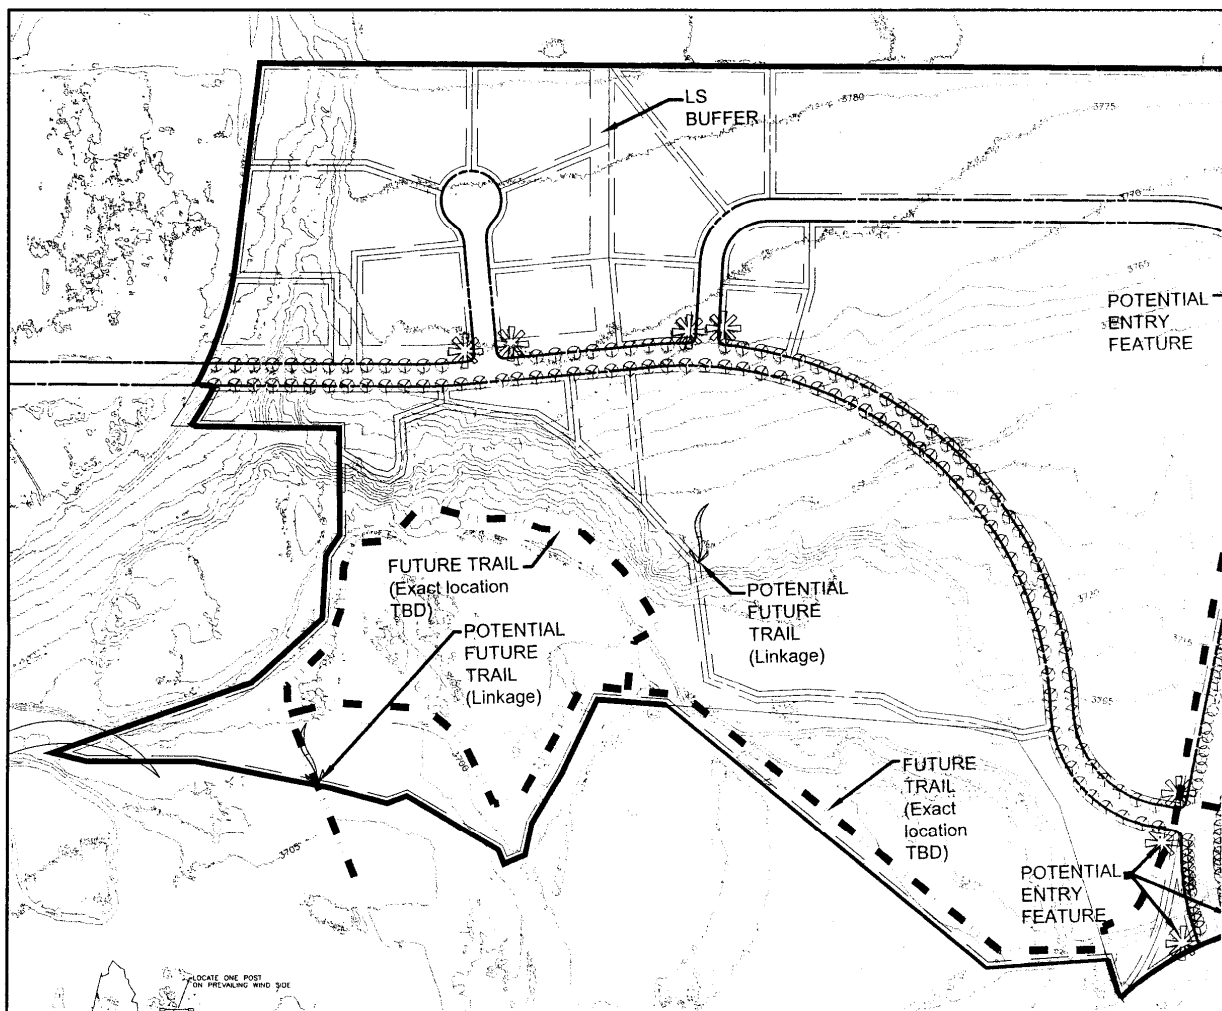 LS
BUFFER
3780
3775
3770
3765
POTENTIAL
ENTRY
FEATURE
FUTURE TRAIL
(Exact location
TBD)
POTENTIAL
FUTURE
TRAIL
(Linkage)
POTENTIAL
FUTURE
TRAIL
(Linkage)
3700
3705
FUTURE
TRAIL
(Exact
location
TBD)
POTENTIAL
ENTRY
FEATURE
LOCATE ONE POST
ON PREVAILING WIND SIDE